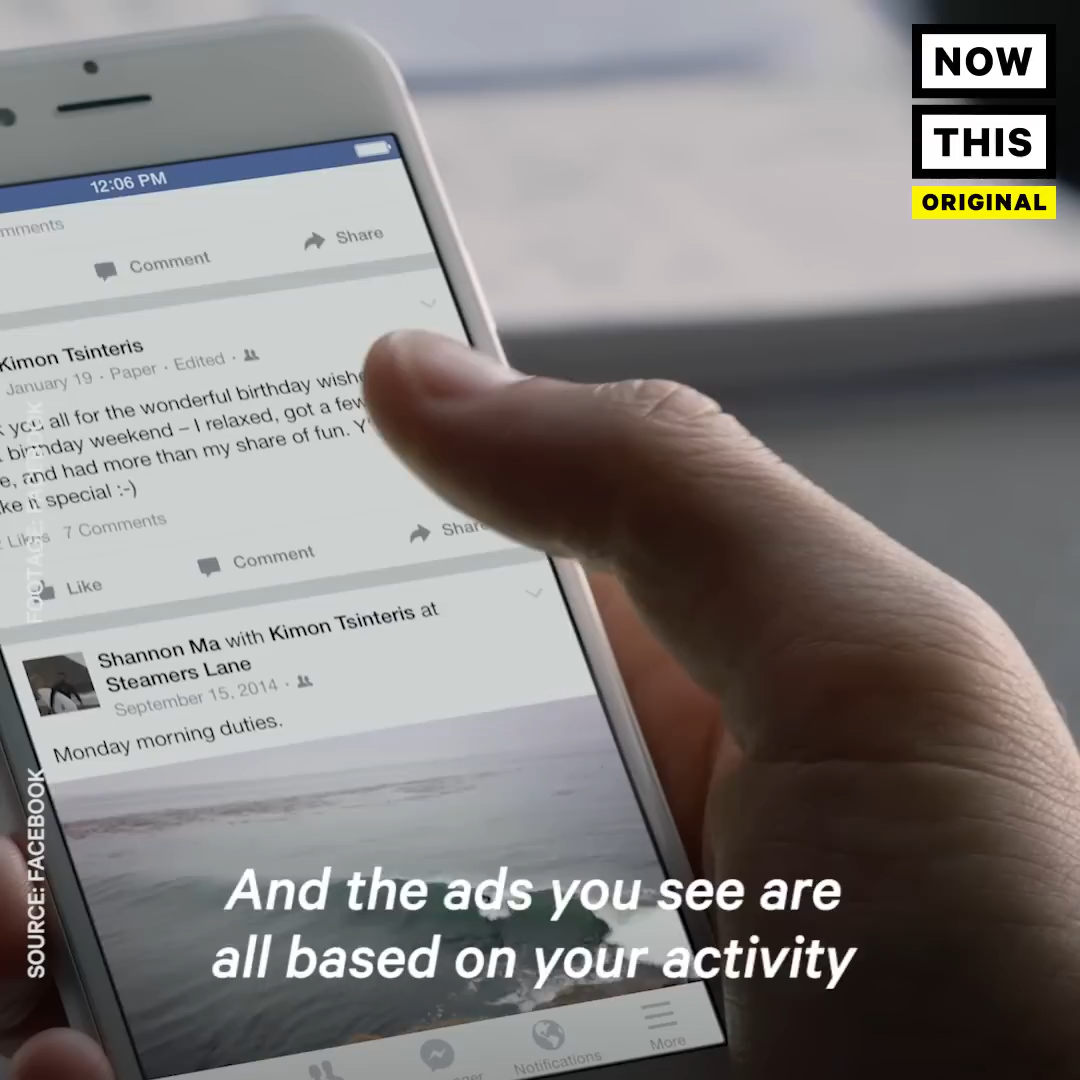 NOW
THIS
ORIGINAL
12:06 PM
mments
Comment
Share
Kimon Tsinteris
January 19 · Paper · Edited ·
you all for the wonderful birthday
birthday weekend – I relaxed, got a few
and had more than my share of fun.
it special :-)
7 Comments
Like
Comment
Share
Shannon Ma with Kimon Tsinteris at
Steamers Lane
September 15, 2014 ·
Monday morning duties.
And the ads you see are
all based on your activity
Notifications
More
SOURCE: FACEBOOK